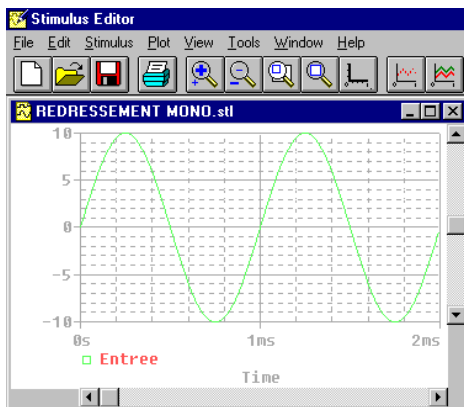 Stimulus Editor
File Edit Stimulus Plot View Tools Window Help
REDRESSEMENT MONO.stl
10
5
0
-5
-10
0s 1ms 2ms
Entree
Time